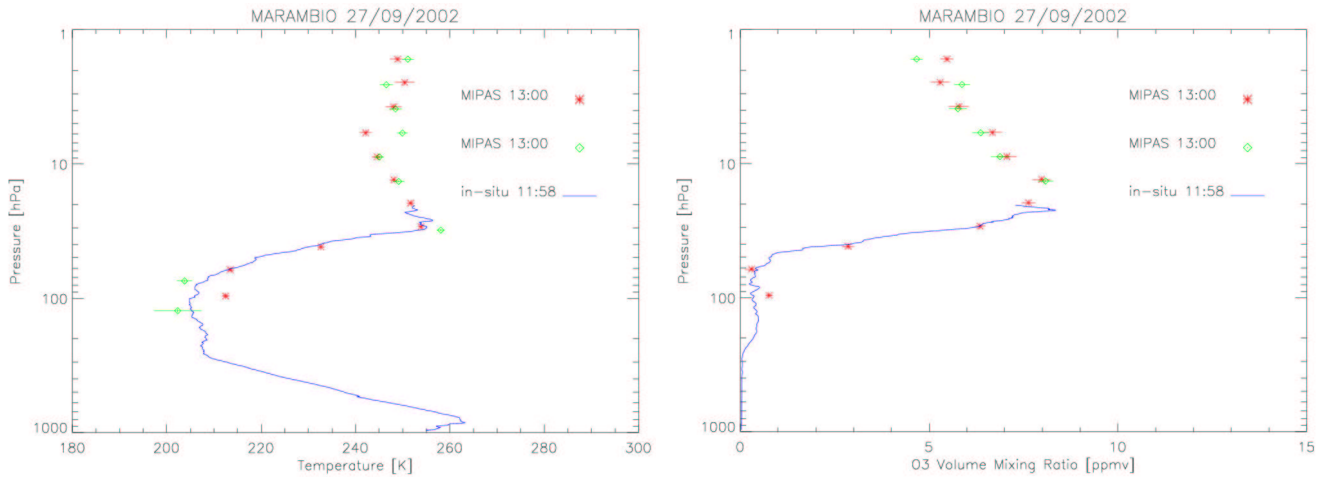 MARAMBIO 27/09/2002
1
10
100
1000
Pressure [hPa]
MIPAS 13:00
MIPAS 13:00
in-situ 11:58
180 200 220 240 260 280 300
Temperature [K]
MARAMBIO 27/09/2002
1
10
100
1000
Pressure [hPa]
MIPAS 13:00
MIPAS 13:00
in-situ 11:58
0 5 10 15
O3 Volume Mixing Ratio [ppmv]